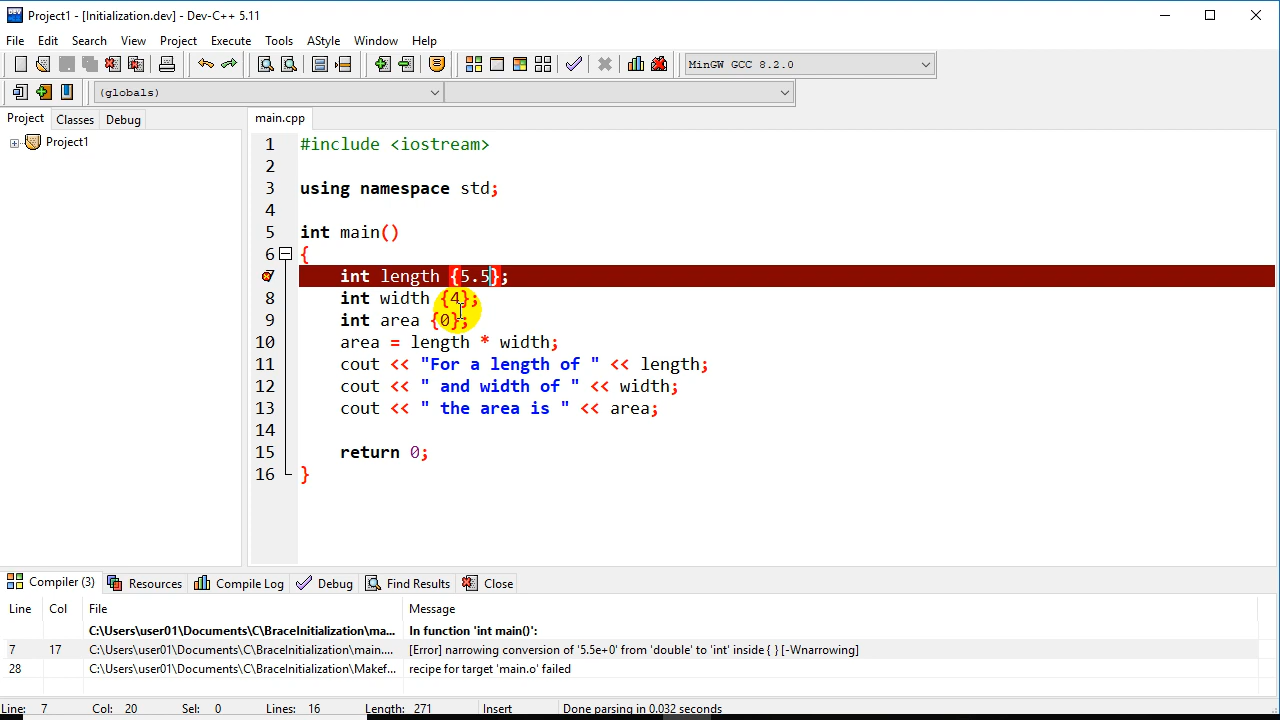 Project1 - [Initialization.dev] - Dev-C++ 5.11
File Edit Search View Project Execute Tools AStyle Window Help
MinGW GCC 8.2.0
(globals)
Project Classes Debug main.cpp
Project1
1 #include <iostream>
2
3 using namespace std;
4
5 int main()
6 {
7 int length {5.5};
8 int width {4};
9 int area {0};
10 area = length * width;
11 cout << "For a length of " << length;
12 cout << " and width of " << width;
13 cout << " the area is " << area;
14
15 return 0;
16 }
Compiler (3) Resources Compile Log Debug Find Results Close
Line Col File Message
C:\Users\user01\Documents\C\BraceInitialization\ma... In function 'int main()':
7 17 C:\Users\user01\Documents\C\BraceInitialization\main.... [Error] narrowing conversion of '5.5e+0' from 'double' to 'int' inside { } [-Wnarrowing]
28 C:\Users\user01\Documents\C\BraceInitialization\Makef... recipe for target 'main.o' failed
Line: 7 Col: 20 Sel: 0 Lines: 16 Length: 271 Insert Done parsing in 0.032 seconds